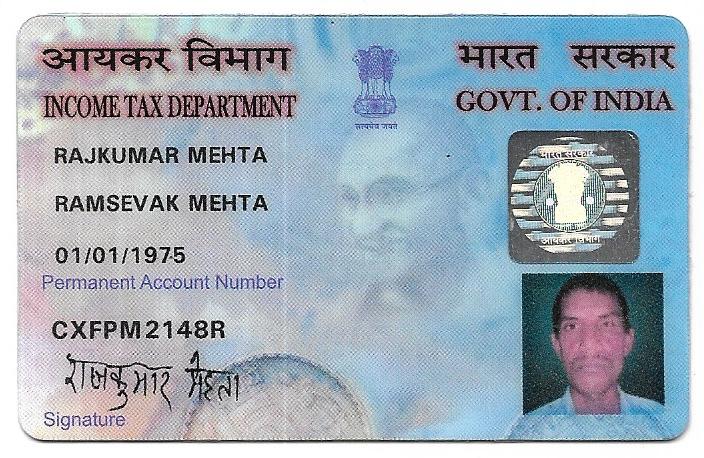 आयकर विभाग
भारत सरकार
INCOME TAX DEPARTMENT
GOVT. OF INDIA
सत्यमेव जयते
RAJKUMAR MEHTA
भारत सरकार
RAMSEVAK MEHTA
आयकर विभाग
01/01/1975
Permanent Account Number
CXFPM2148R
राजकुमार मेहता
Signature